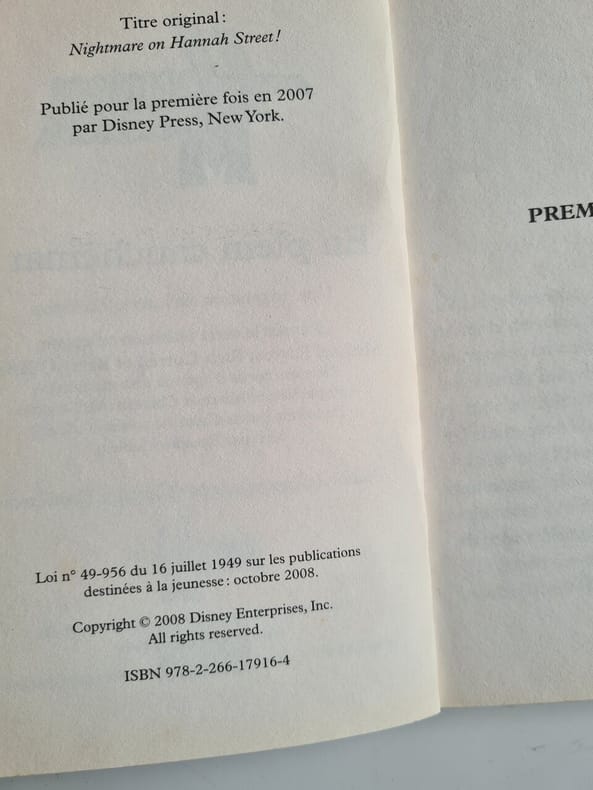 Titre original :
Nightmare on Hannah Street !
Publié pour la première fois en 2007
par Disney Press, New York.
PREM
Loi n° 49-956 du 16 juillet 1949 sur les publications
destinées à la jeunesse : octobre 2008.
Copyright © 2008 Disney Enterprises, Inc.
All rights reserved.
ISBN 978-2-266-17916-4